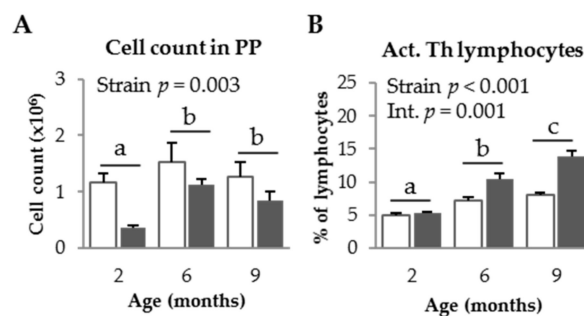 A
Cell count in PP
Cell count (x10⁶)
3
2
1
0
Strain p = 0.003
a
b
b
2 6 9
Age (months)
B
Act. Th lymphocytes
% of lymphocytes
25
20
15
10
5
0
Strain p < 0.001
Int. p = 0.001
a
b
c
2 6 9
Age (months)